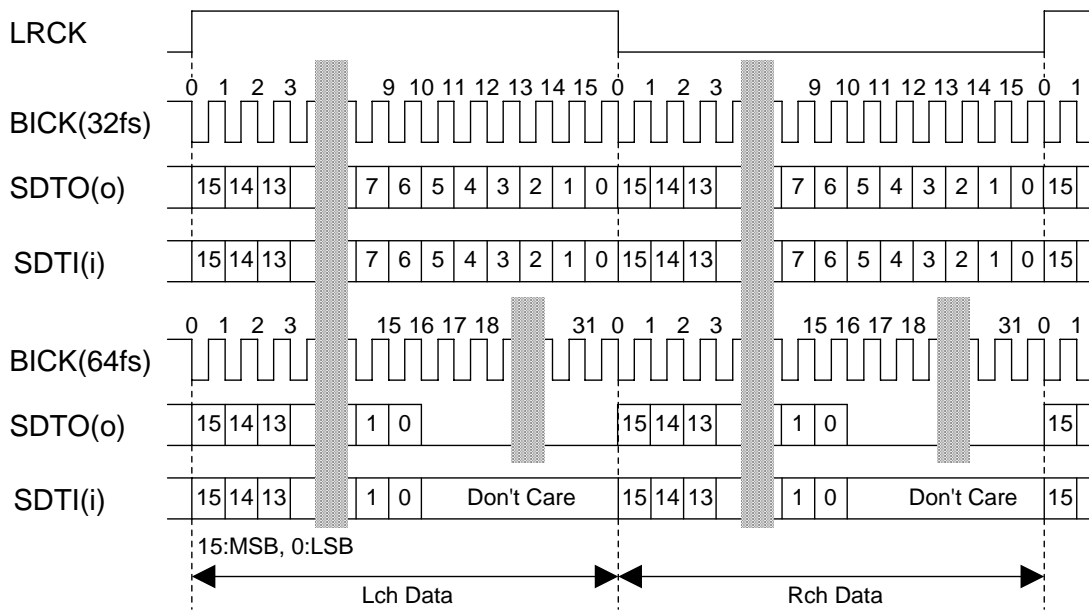 LRCK
0 1 2 3 9 10 11 12 13 14 15 0 1 2 3 9 10 11 12 13 14 15 0 1
BICK(32fs)
SDTO(o) 15 14 13 7 6 5 4 3 2 1 0 15 14 13 7 6 5 4 3 2 1 0 15
SDTI(i) 15 14 13 7 6 5 4 3 2 1 0 15 14 13 7 6 5 4 3 2 1 0 15
0 1 2 3 15 16 17 18 31 0 1 2 3 15 16 17 18 31 0 1
BICK(64fs)
SDTO(o) 15 14 13 1 0 15 14 13 1 0 15
SDTI(i) 15 14 13 1 0 Don't Care 15 14 13 1 0 Don't Care 15
15:MSB, 0:LSB
Lch Data Rch Data